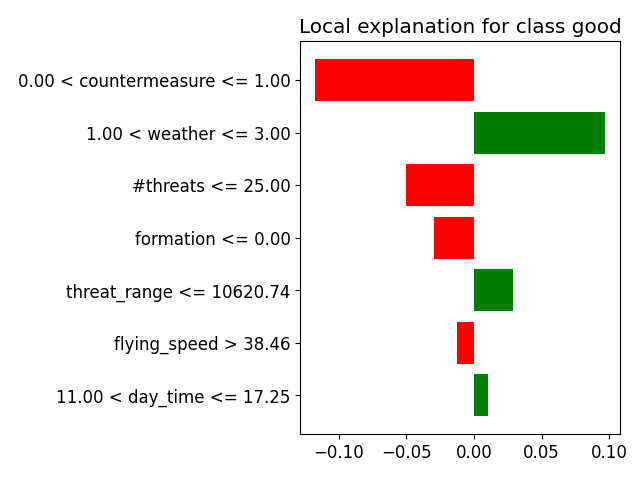 Local explanation for class good
0.00 < countermeasure <= 1.00
1.00 < weather <= 3.00
#threats <= 25.00
formation <= 0.00
threat_range <= 10620.74
flying_speed > 38.46
11.00 < day_time <= 17.25
−0.10 −0.05 0.00 0.05 0.10